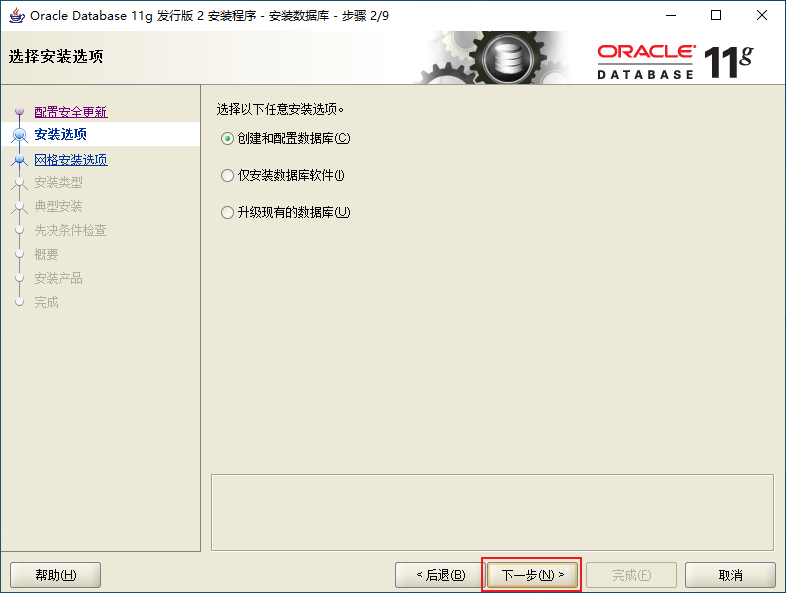 Oracle Database 11g 发行版 2 安装程序 - 安装数据库 - 步骤 2/9
选择安装选项
ORACLE
DATABASE 11g
配置安全更新
安装选项
网格安装选项
安装类型
典型安装
先决条件检查
概要
安装产品
完成
选择以下任意安装选项。
创建和配置数据库(C)
仅安装数据库软件(I)
升级现有的数据库(U)
帮助(H)
< 后退(B)
下一步(N) >
完成(F)
取消